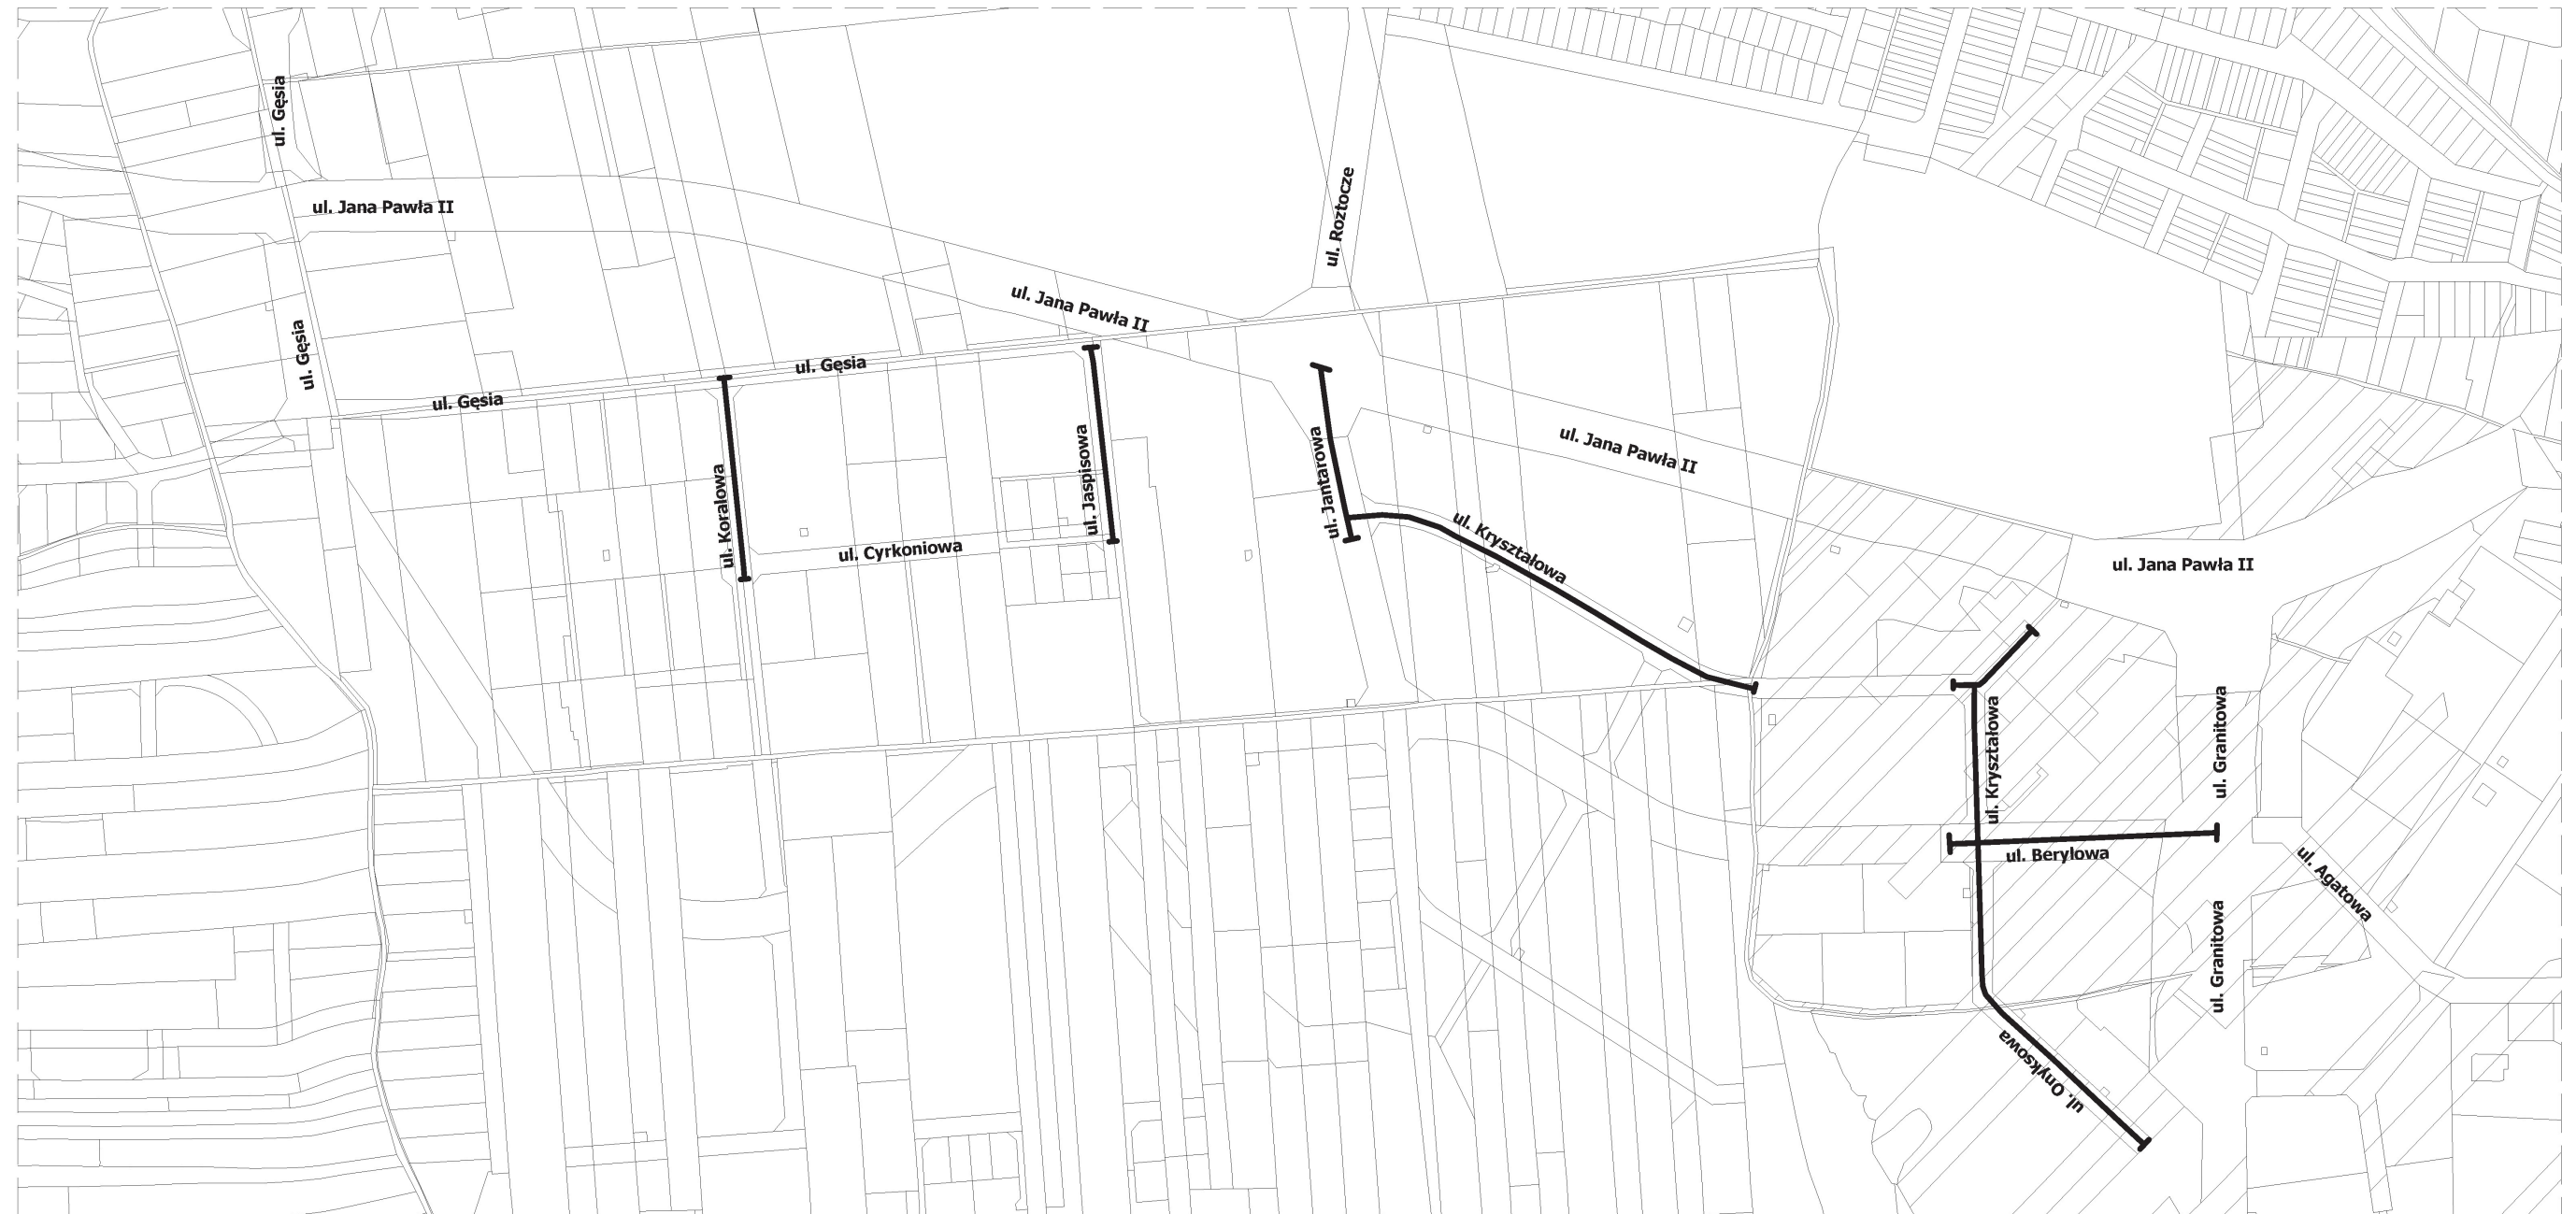 ul. Gęsia
ul. Jana Pawła II
ul. Roztocze
ul. Jana Pawła II
ul. Gęsia
ul. Gęsia
ul. Gęsia
ul. Jana Pawła II
ul. Koralowa
ul. Jaspisowa
ul. Jantarowa
ul. Kryształowa
ul. Cyrkoniowa
ul. Jana Pawła II
ul. Kryształowa
ul. Granitowa
ul. Berylowa
ul. Agatowa
ul. Granitowa
ul. Onyksowa